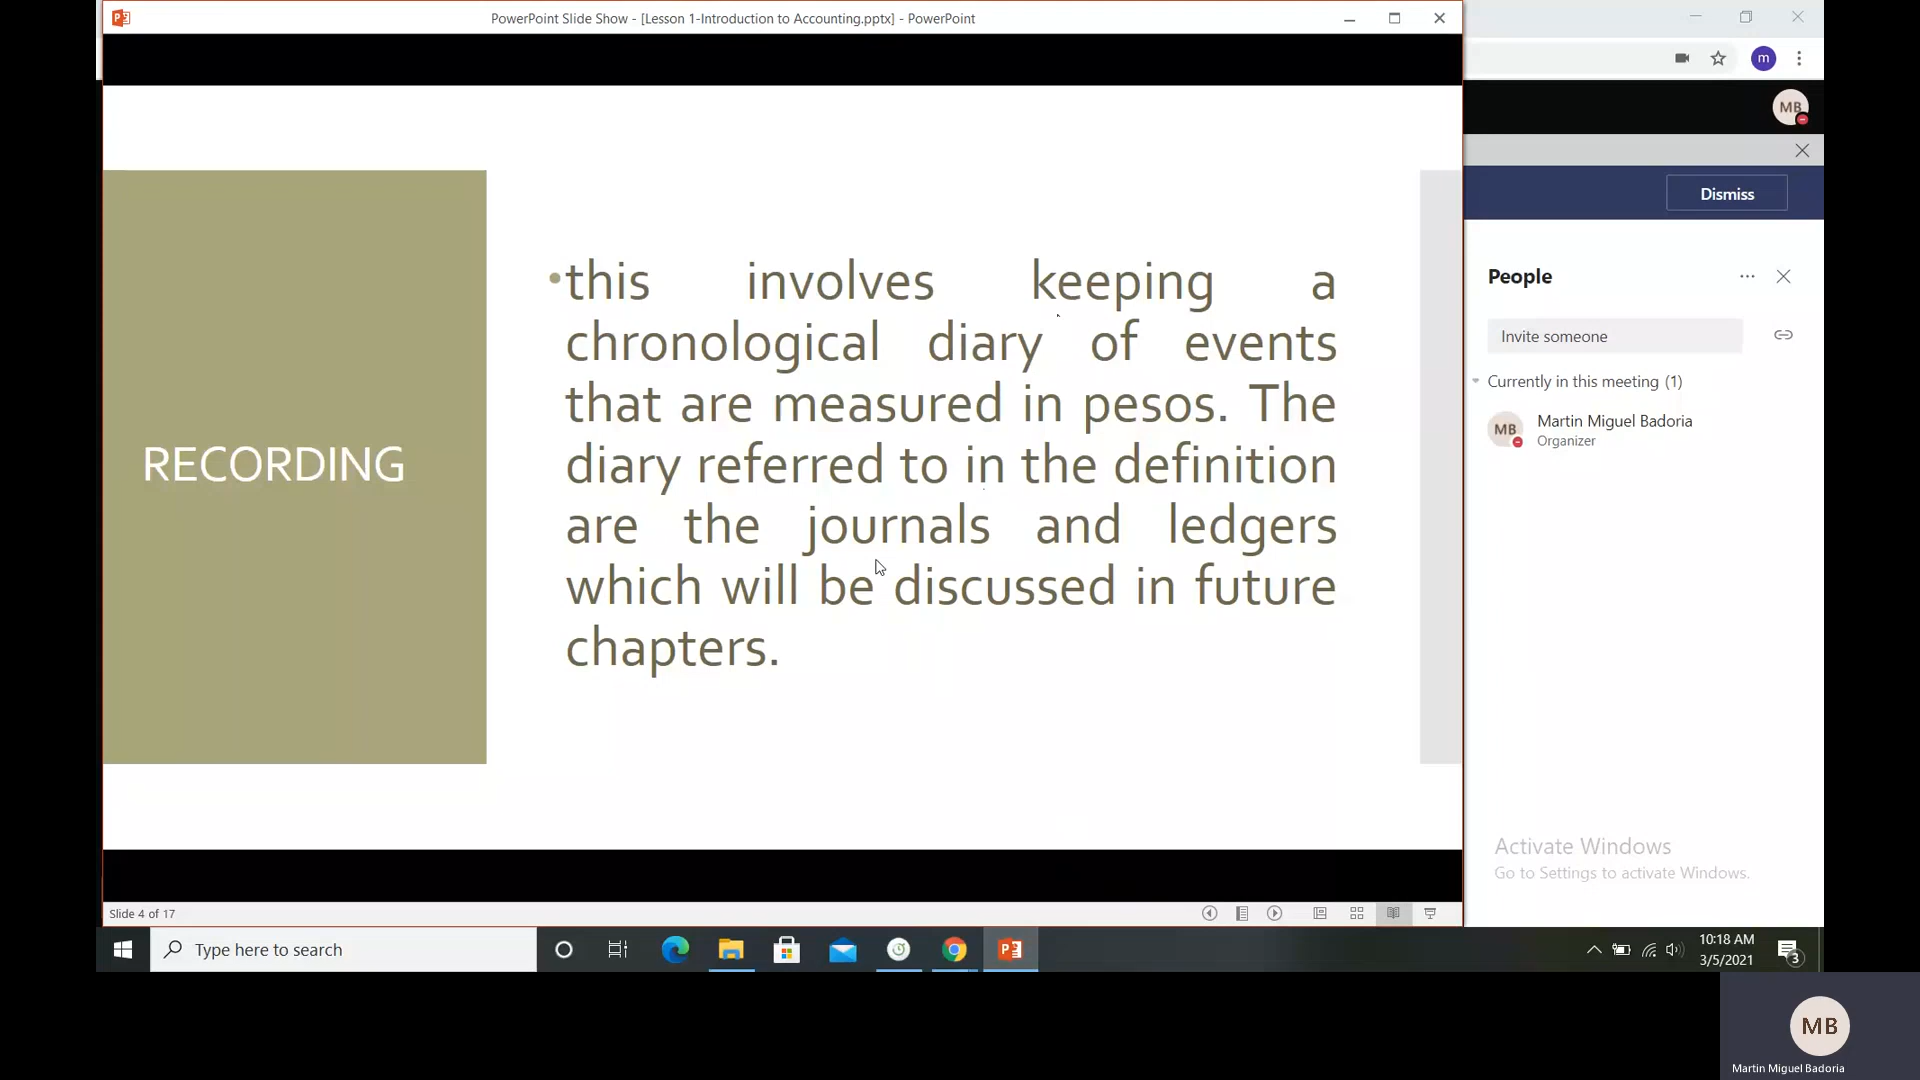 PowerPoint Slide Show - [Lesson 1-Introduction to Accounting.pptx] - PowerPoint
m
MB
Dismiss
RECORDING
•this involves keeping a
chronological diary of events
that are measured in pesos. The
diary referred to in the definition
are the journals and ledgers
which will be discussed in future
chapters.
People
Invite someone
Currently in this meeting (1)
MB
Martin Miguel Badoria
Organizer
Activate Windows
Go to Settings to activate Windows.
Slide 4 of 17
Type here to search
10:18 AM
3/5/2021
3
MB
Martin Miguel Badoria